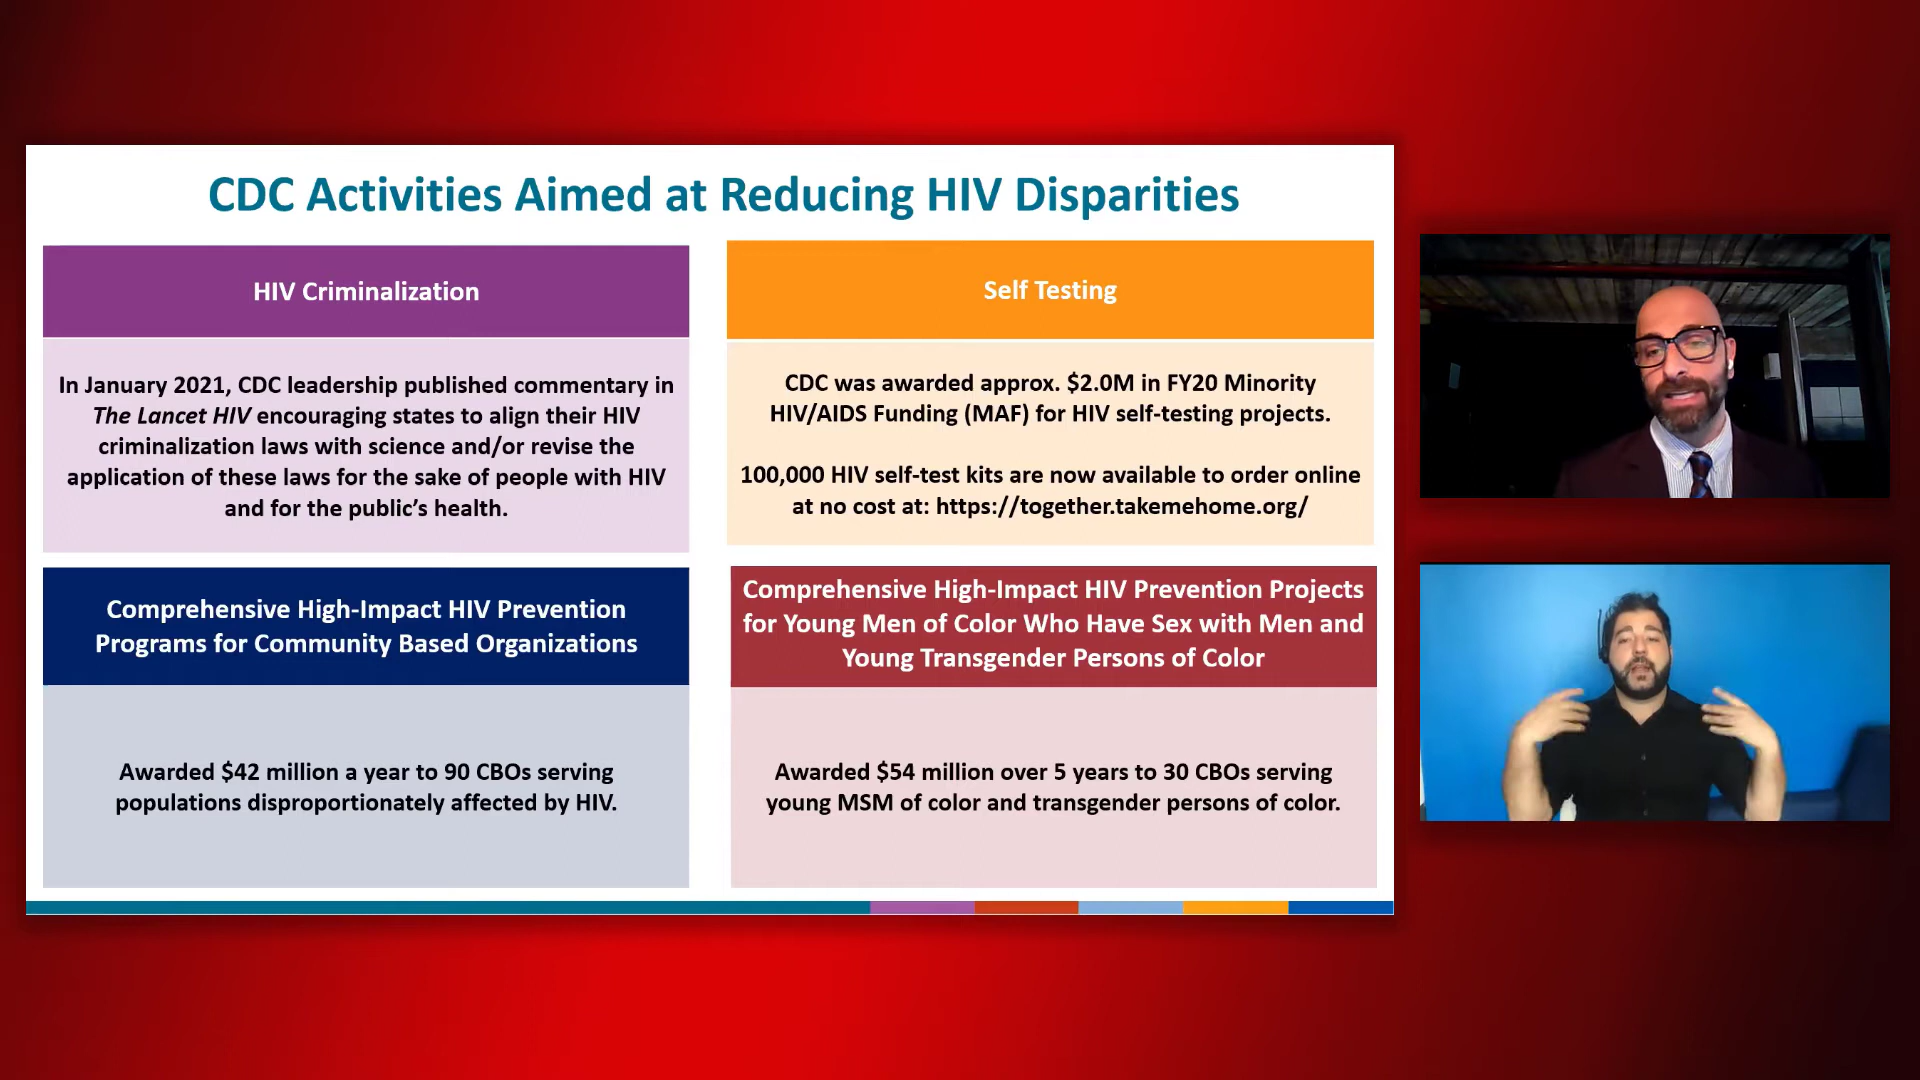 CDC Activities Aimed at Reducing HIV Disparities
HIV Criminalization
In January 2021, CDC leadership published commentary in
The Lancet HIV encouraging states to align their HIV
criminalization laws with science and/or revise the
application of these laws for the sake of people with HIV
and for the public’s health.
Self Testing
CDC was awarded approx. $2.0M in FY20 Minority
HIV/AIDS Funding (MAF) for HIV self-testing projects.
100,000 HIV self-test kits are now available to order online
at no cost at: https://together.takemehome.org/
Comprehensive High-Impact HIV Prevention
Programs for Community Based Organizations
Awarded $42 million a year to 90 CBOs serving
populations disproportionately affected by HIV.
Comprehensive High-Impact HIV Prevention Projects
for Young Men of Color Who Have Sex with Men and
Young Transgender Persons of Color
Awarded $54 million over 5 years to 30 CBOs serving
young MSM of color and transgender persons of color.